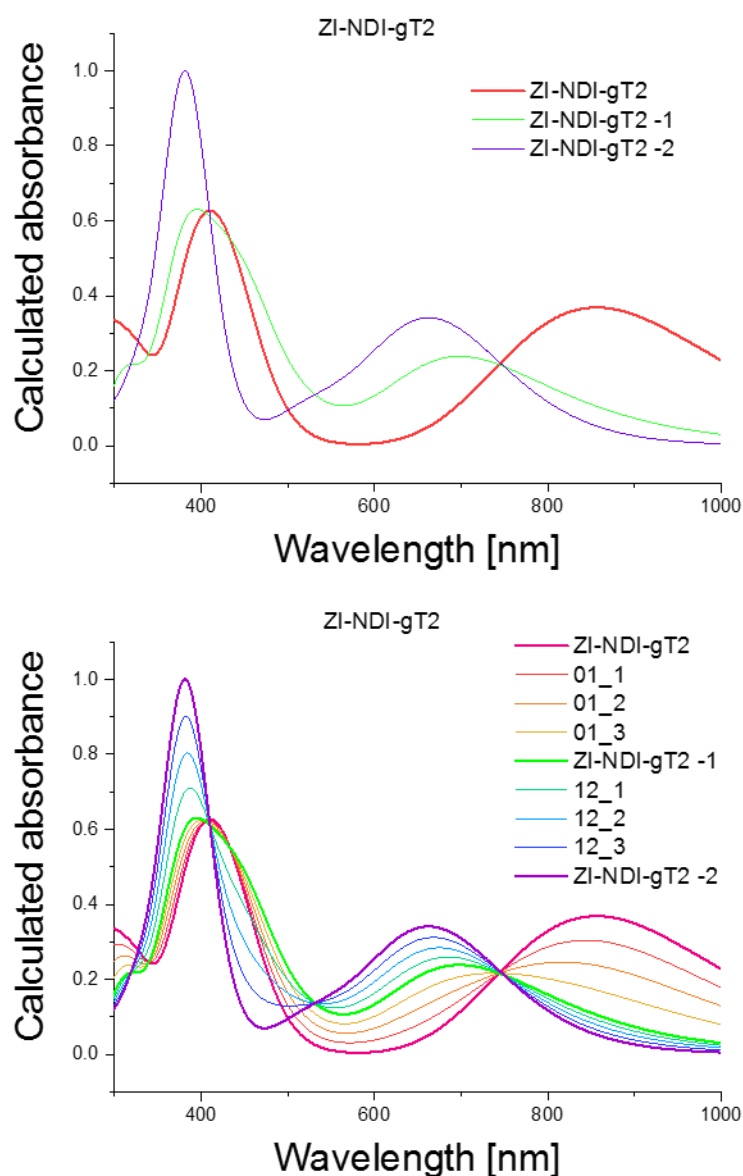 ZI-NDI-gT2
ZI-NDI-gT2
ZI-NDI-gT2 -1
ZI-NDI-gT2 -2
Calculated absorbance
1.0
0.8
0.6
0.4
0.2
0.0
400
600
800
1000
Wavelength [nm]
ZI-NDI-gT2
ZI-NDI-gT2
01_1
01_2
01_3
ZI-NDI-gT2 -1
12_1
12_2
12_3
ZI-NDI-gT2 -2
Calculated absorbance
1.0
0.8
0.6
0.4
0.2
0.0
400
600
800
1000
Wavelength [nm]